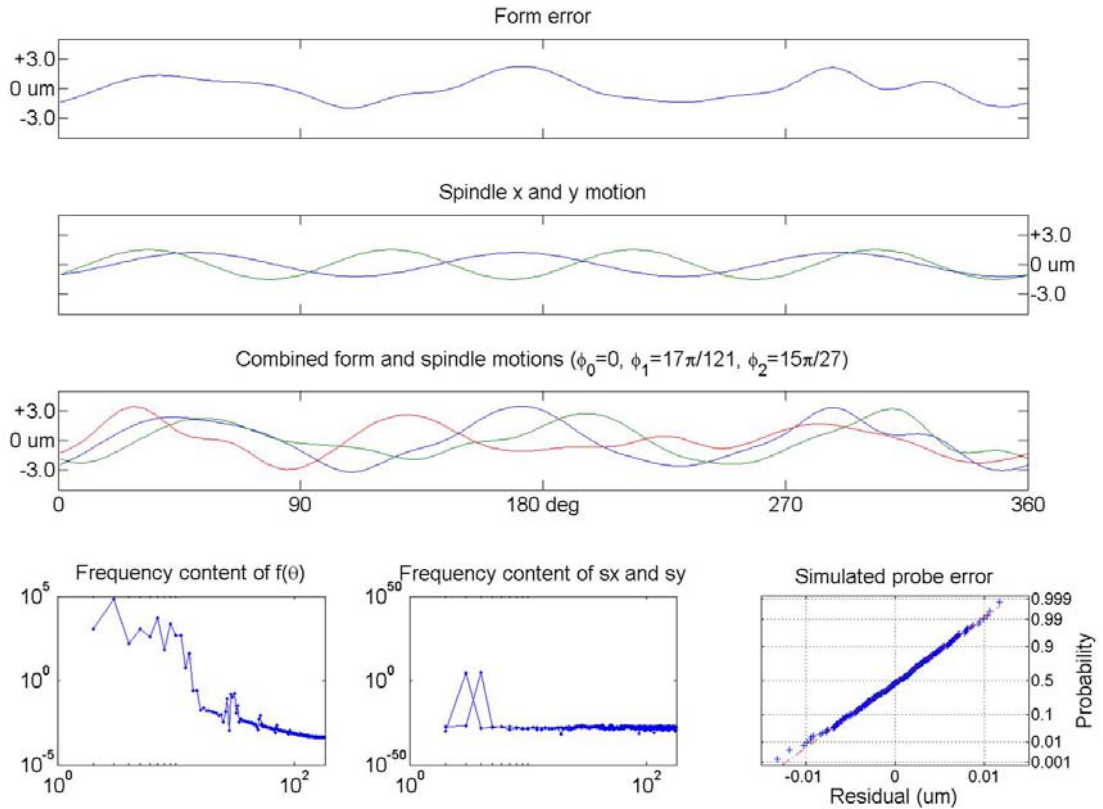 Form error
+3.0
0 um
-3.0
Spindle x and y motion
+3.0
0 um
-3.0
Combined form and spindle motions (ϕ0=0, ϕ1=17π/121, ϕ2=15π/27)
+3.0
0 um
-3.0
0 90 180 deg 270 360
Frequency content of f(θ)
10^5
10^0
10^-5
10^0 10^2
Frequency content of sx and sy
10^50
10^0
10^-50
10^0 10^2
Simulated probe error
0.999
0.99
0.9
0.5
0.1
0.01
0.001
Probability
-0.01 0 0.01
Residual (um)